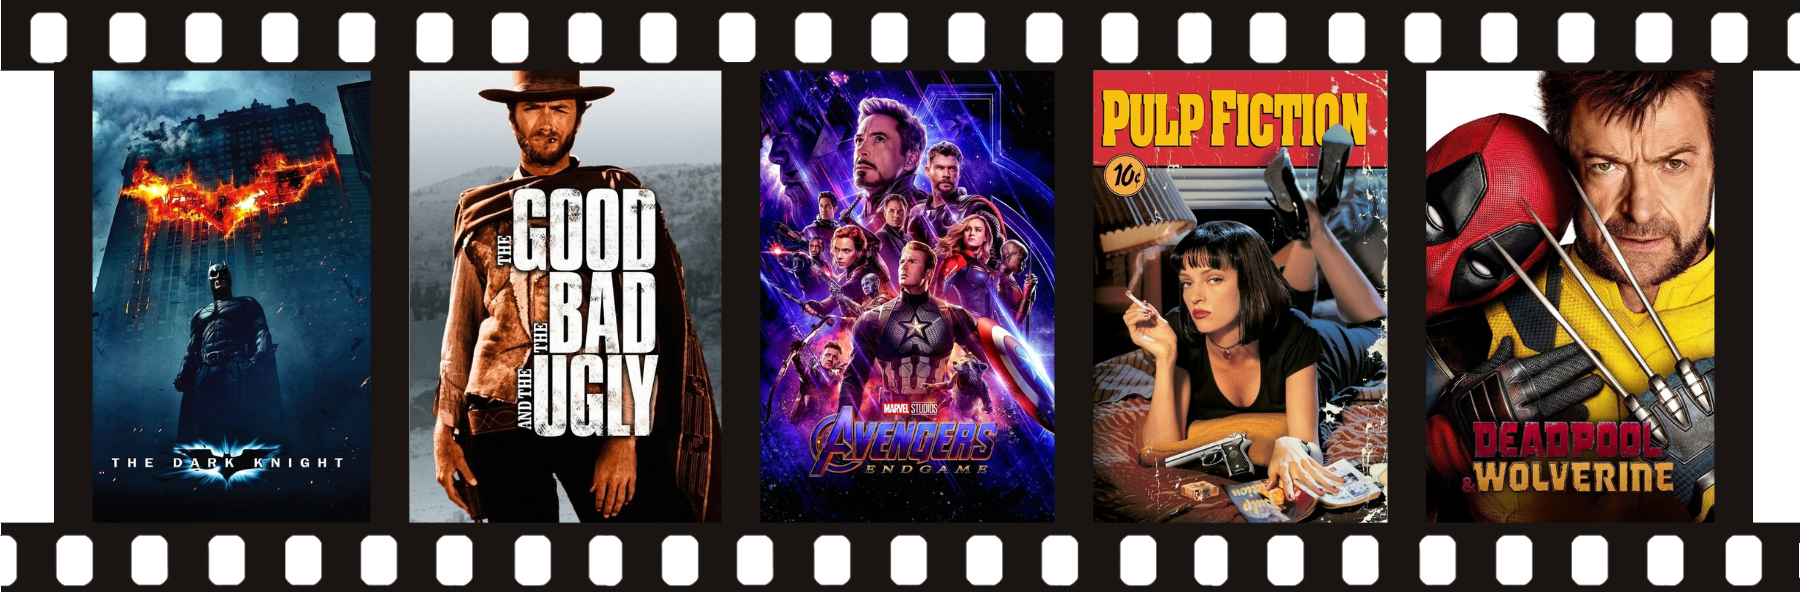 THE DARK KNIGHT
THE GOOD
THE BAD
AND THE UGLY
MARVEL STUDIOS
AVENGERS
ENDGAME
PULP FICTION
10¢
DEADPOOL
& WOLVERINE